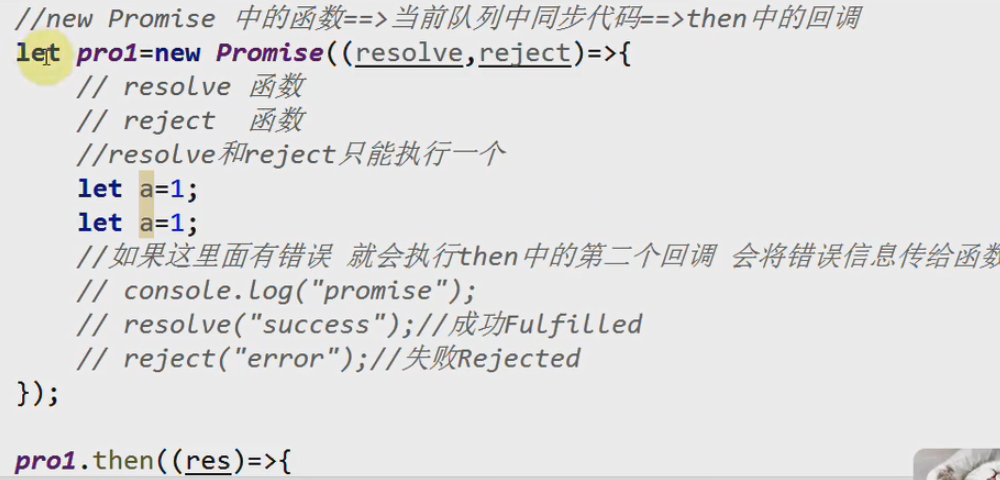 //new Promise 中的函数==>当前队列中同步代码==>then中的回调
let pro1=new Promise((resolve,reject)=>{
// resolve 函数
// reject  函数
//resolve和reject只能执行一个
let a=1;
let a=1;
//如果这里面有错误 就会执行then中的第二个回调 会将错误信息传给函数
// console.log("promise");
// resolve("success");//成功Fulfilled
// reject("error");//失败Rejected
});
pro1.then((res)=>{